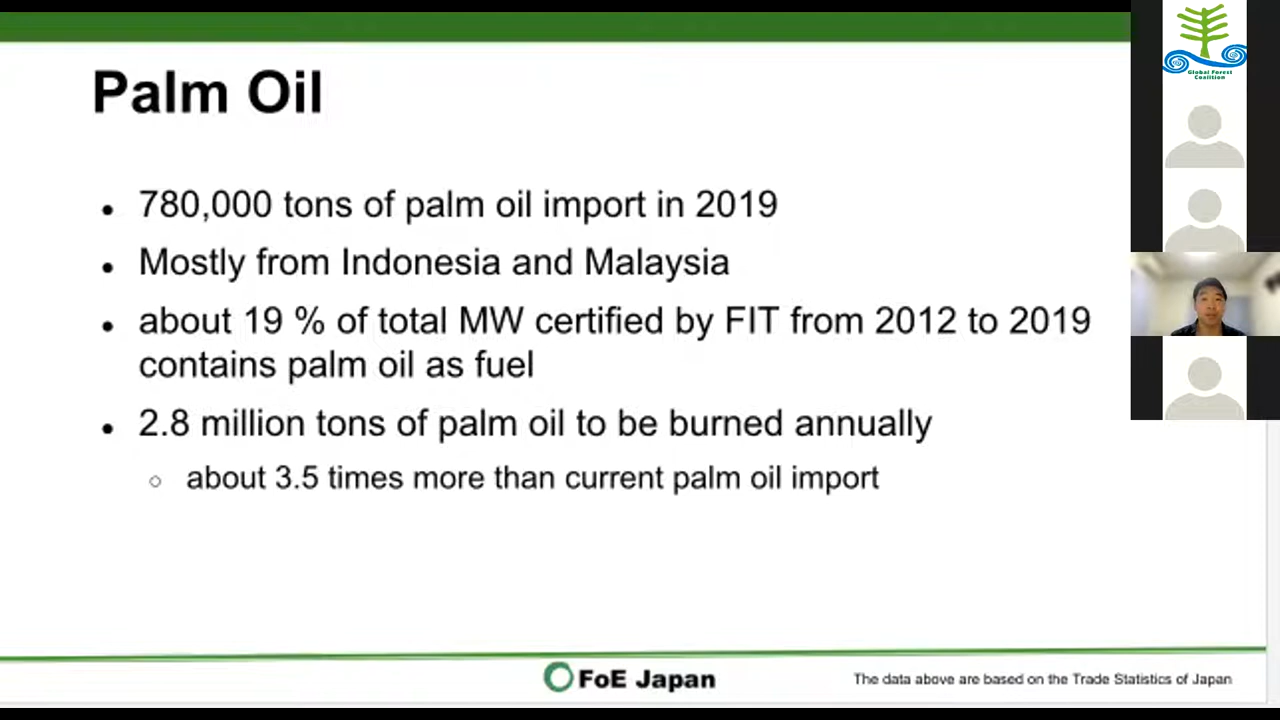 Palm Oil
780,000 tons of palm oil import in 2019
Mostly from Indonesia and Malaysia
about 19 % of total MW certified by FIT from 2012 to 2019
contains palm oil as fuel
2.8 million tons of palm oil to be burned annually
about 3.5 times more than current palm oil import
FoE Japan
The data above are based on the Trade Statistics of Japan
Global Forest
Coalition